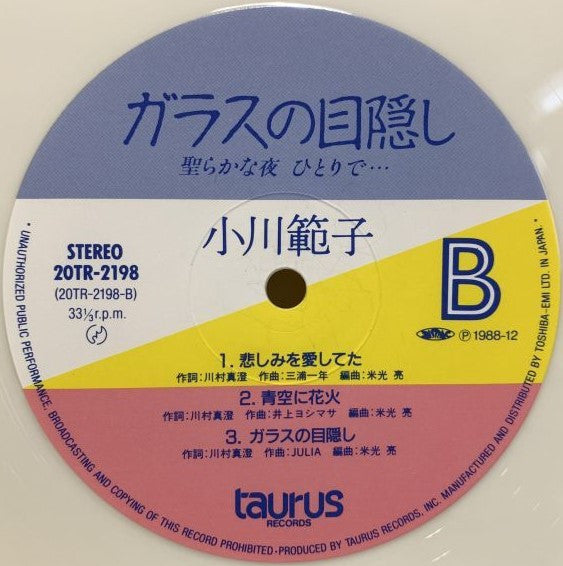 ガラスの目隠し
聖らかな夜 ひとりで…
小川範子
STEREO
20TR-2198
(20TR-2198-B)
33⅓r.p.m.
B
Ⓟ1988-12
1. 悲しみを愛してた
作詞:川村真澄 作曲:三浦一年 編曲:米光 亮
2. 青空に花火
作詞:川村真澄 作曲:井上ヨシマサ 編曲:米光 亮
3. ガラスの目隠し
作詞:川村真澄 作曲:JULIA 編曲:米光 亮
taurus
RECORDS
• UNAUTHORIZED PUBLIC PERFORMANCE, BROADCASTING AND COPYING OF THIS RECORD PROHIBITED • PRODUCED BY TAURUS RECORDS, INC. MANUFACTURED AND DISTRIBUTED BY TOSHIBA-EMI LTD. IN JAPAN. •